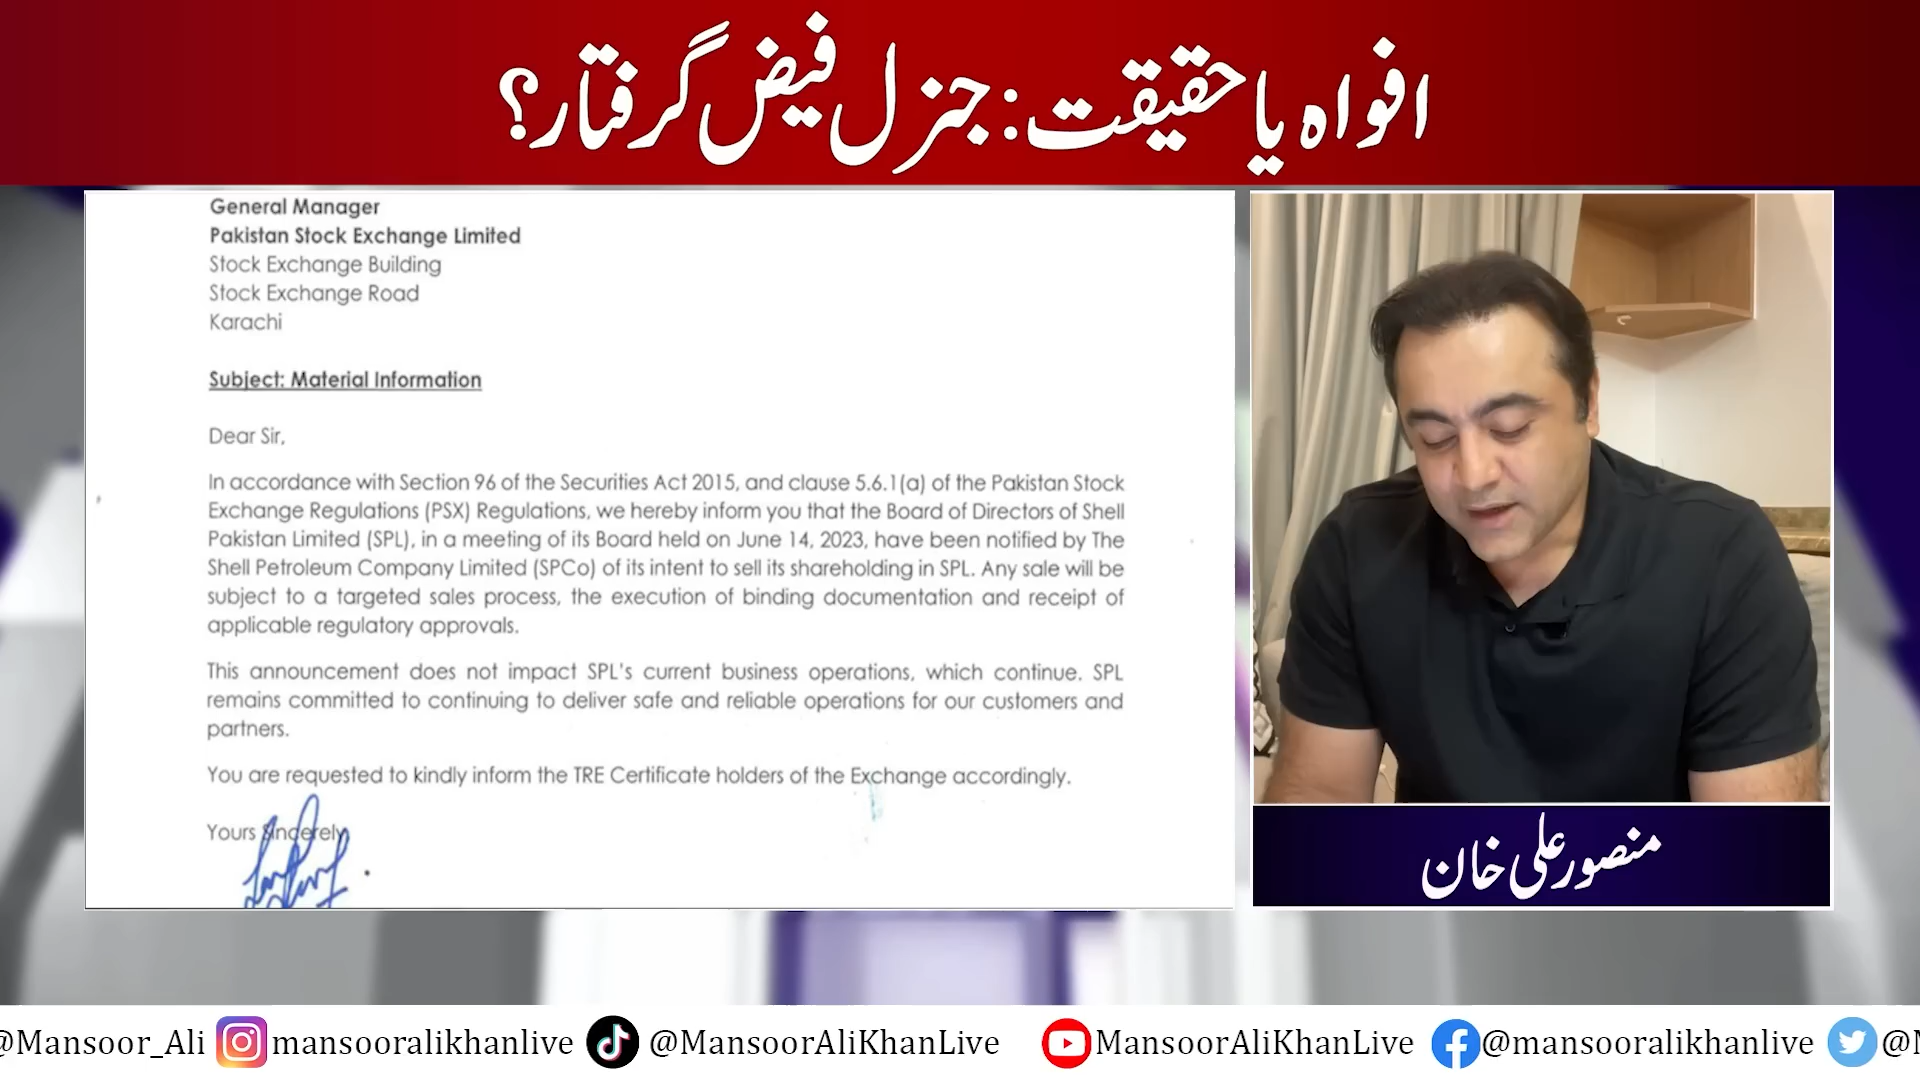 افواہ یا حقیقت: جنرل فیض گرفتار؟
General Manager
Pakistan Stock Exchange Limited
Stock Exchange Building
Stock Exchange Road
Karachi
Subject: Material Information
Dear Sir,
In accordance with Section 96 of the Securities Act 2015, and clause 5.6.1(a) of the Pakistan Stock
Exchange Regulations (PSX) Regulations, we hereby inform you that the Board of Directors of Shell
Pakistan Limited (SPL), in a meeting of its Board held on June 14, 2023, have been notified by The
Shell Petroleum Company Limited (SPCo) of its intent to sell its shareholding in SPL. Any sale will be
subject to a targeted sales process, the execution of binding documentation and receipt of
applicable regulatory approvals.
This announcement does not impact SPL's current business operations, which continue. SPL
remains committed to continuing to deliver safe and reliable operations for our customers and
partners.
You are requested to kindly inform the TRE Certificate holders of the Exchange accordingly.
Yours Sincerely
منصور علی خان
@Mansoor_Ali mansooralikhanlive @MansoorAliKhanLive MansoorAliKhanLive @mansooralikhanlive @